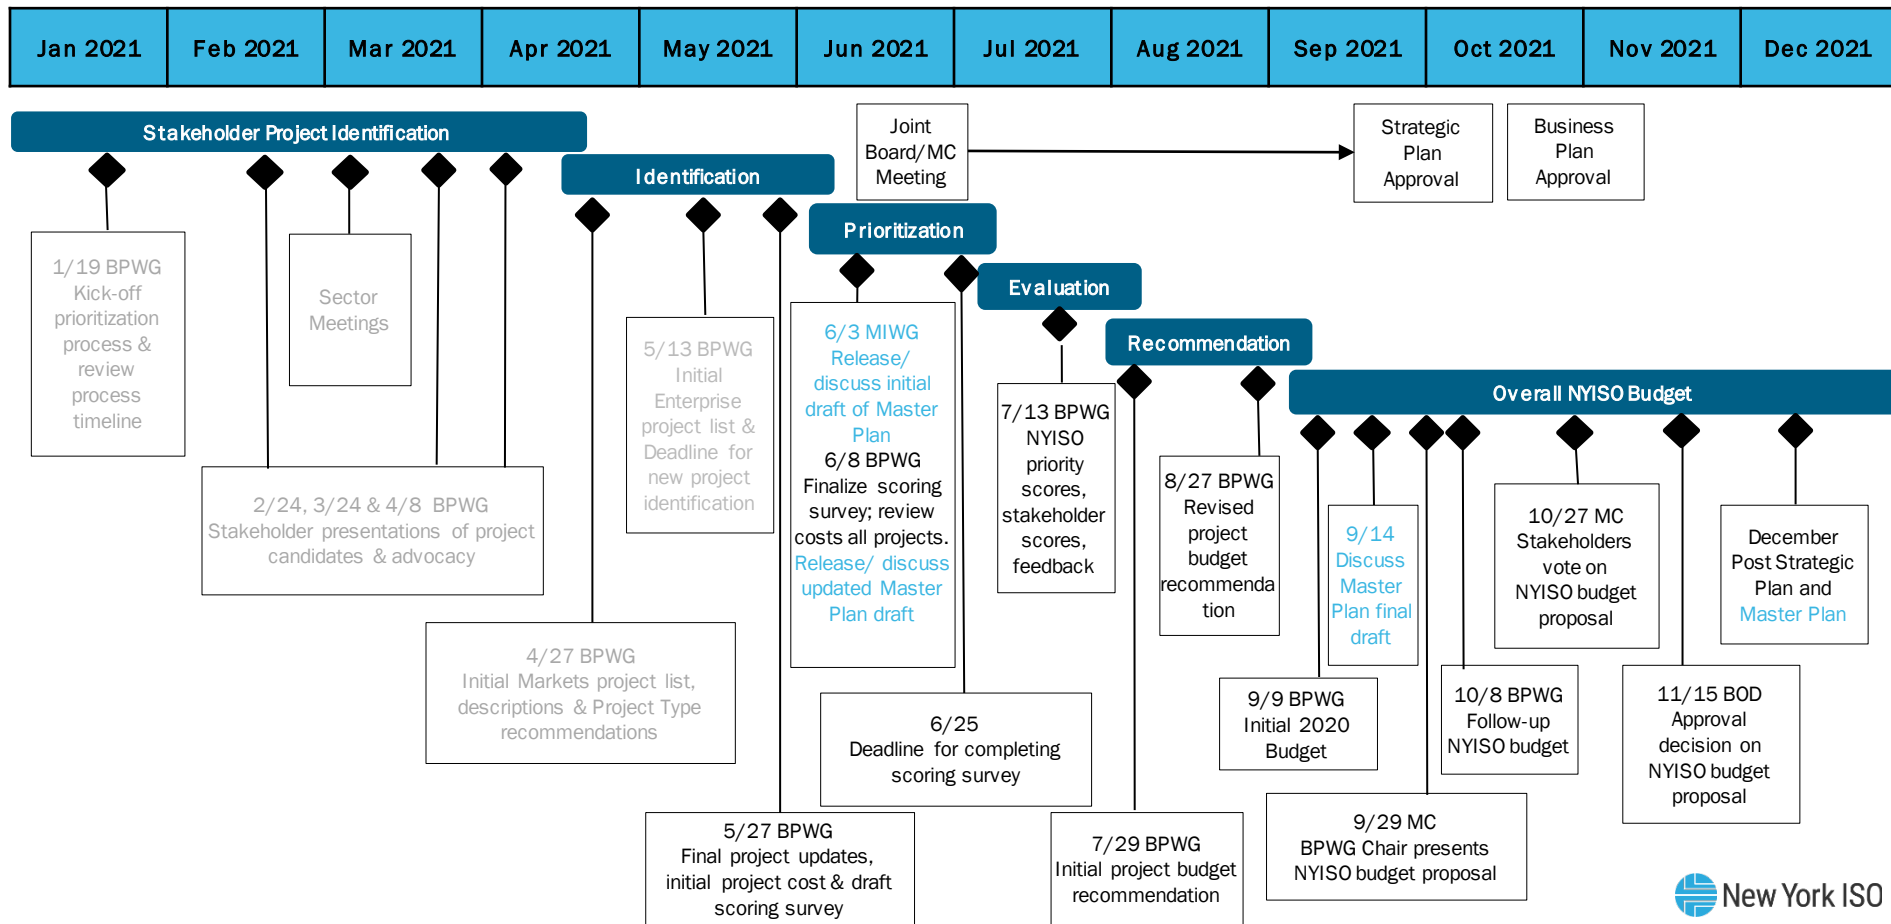 Jan 2021
Feb 2021
Mar 2021
Apr 2021
May 2021
Jun 2021
Jul 2021
Aug 2021
Sep 2021
Oct 2021
Nov 2021
Dec 2021
Stakeholder Project Identification
Identification
Prioritization
Evaluation
Recommendation
Overall NYISO Budget
Joint
Board/MC
Meeting
Strategic
Plan
Approval
Business
Plan
Approval
1/19 BPWG
Kick-off
prioritization
process &
review
process
timeline
Sector
Meetings
2/24, 3/24 & 4/8 BPWG
Stakeholder presentations of project
candidates & advocacy
4/27 BPWG
Initial Markets project list,
descriptions & Project Type
recommendations
5/13 BPWG
Initial
Enterprise
project list &
Deadline for
new project
identification
5/27 BPWG
Final project updates,
initial project cost & draft
scoring survey
6/3 MIWG
Release/
discuss initial
draft of Master
Plan
6/8 BPWG
Finalize scoring
survey; review
costs all projects.
Release/ discuss
updated Master
Plan draft
6/25
Deadline for completing
scoring survey
7/13 BPWG
NYISO
priority
scores,
stakeholder
scores,
feedback
7/29 BPWG
Initial project budget
recommendation
8/27 BPWG
Revised
project
budget
recommenda
tion
9/9 BPWG
Initial 2020
Budget
9/14
Discuss
Master
Plan final
draft
9/29 MC
BPWG Chair presents
NYISO budget proposal
10/8 BPWG
Follow-up
NYISO budget
10/27 MC
Stakeholders
vote on
NYISO budget
proposal
11/15 BOD
Approval
decision on
NYISO budget
proposal
December
Post Strategic
Plan and
Master Plan
New York ISO